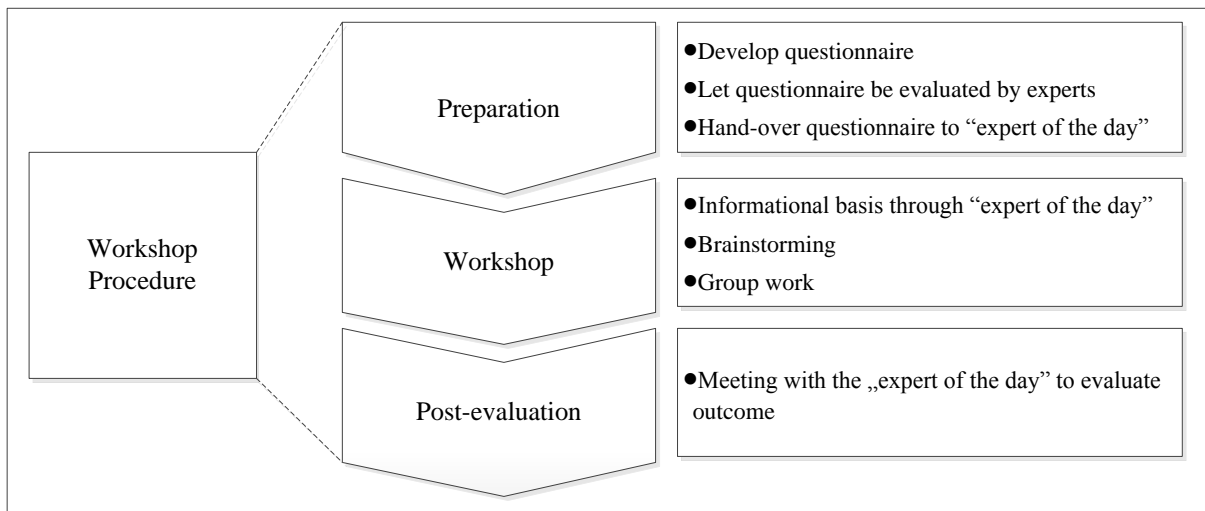 Workshop
Procedure
Preparation
●Develop questionnaire
●Let questionnaire be evaluated by experts
●Hand-over questionnaire to “expert of the day”
Workshop
●Informational basis through “expert of the day”
●Brainstorming
●Group work
Post-evaluation
●Meeting with the „expert of the day” to evaluate
outcome